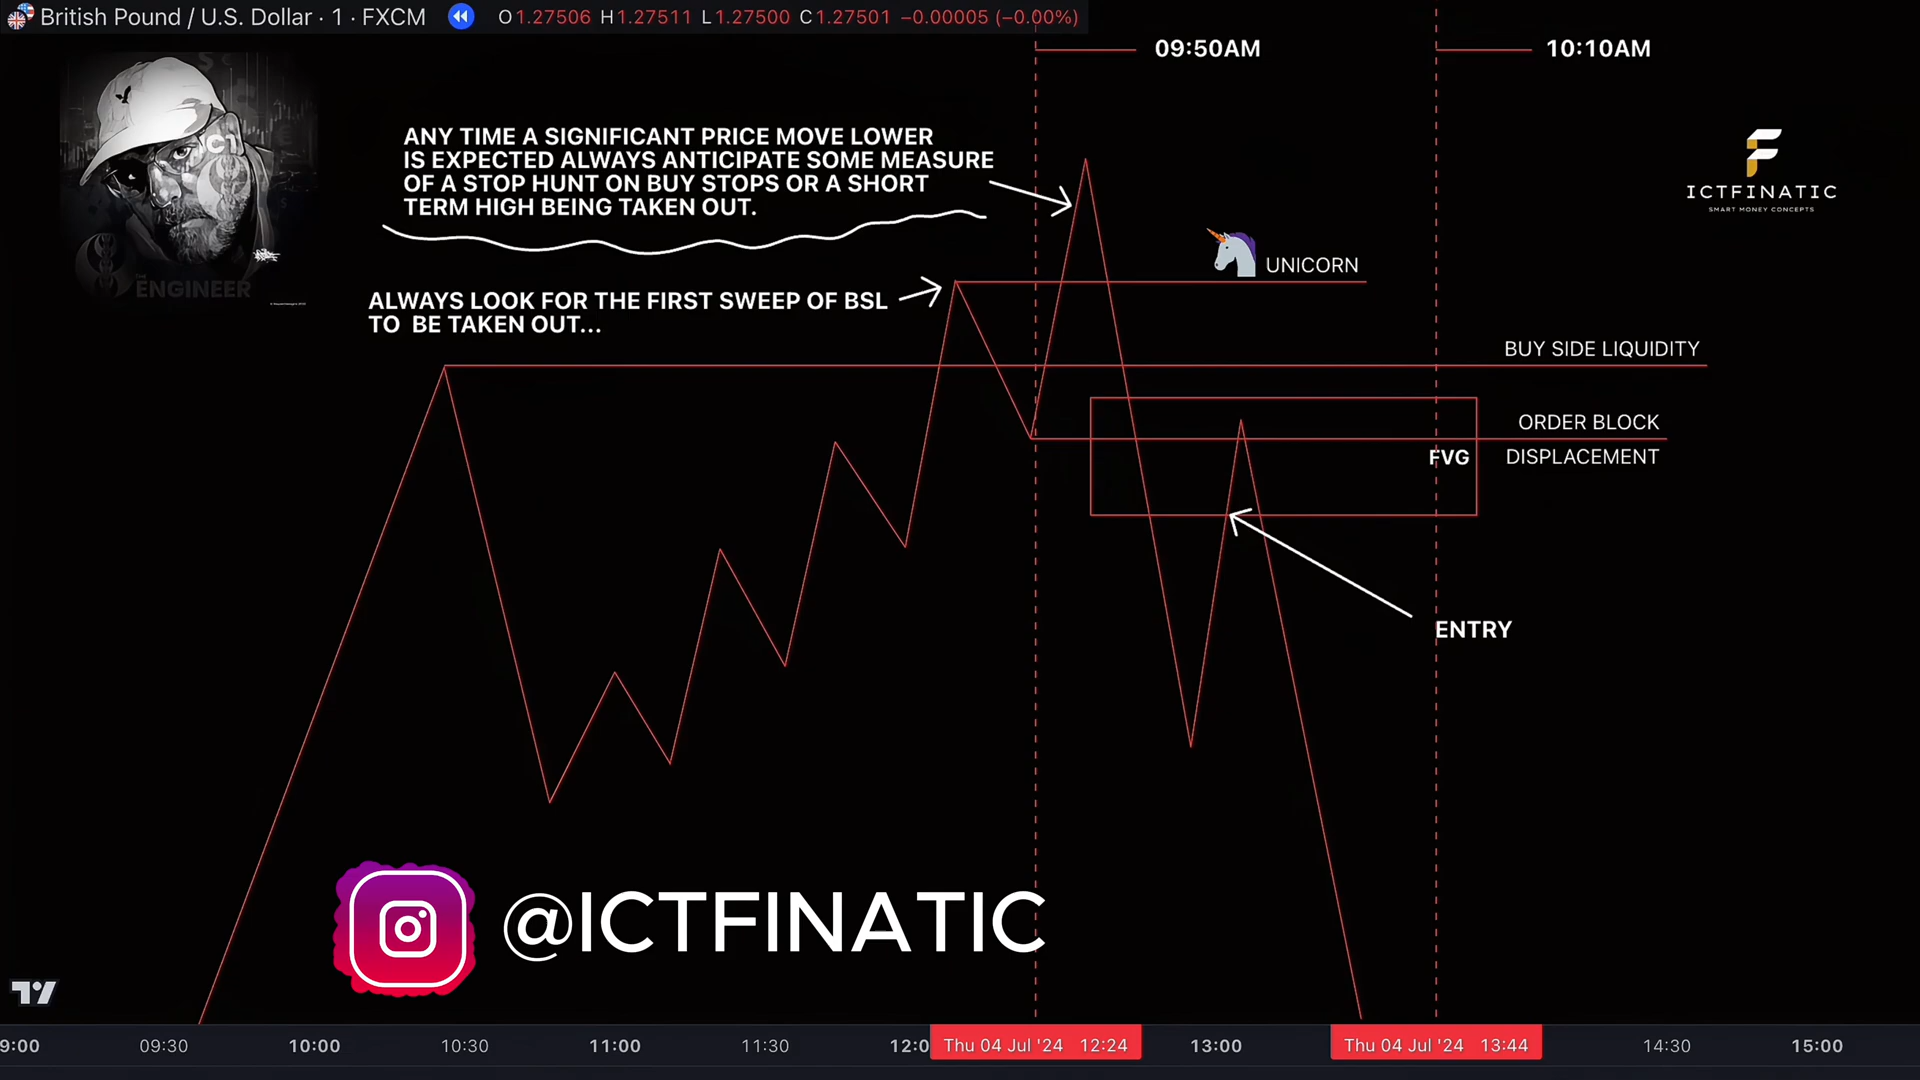 British Pound / U.S. Dollar · 1 · FXCM O1.27506 H1.27511 L1.27500 C1.27501 −0.00005 (−0.00%)
09:50AM
10:10AM
ANY TIME A SIGNIFICANT PRICE MOVE LOWER
IS EXPECTED ALWAYS ANTICIPATE SOME MEASURE
OF A STOP HUNT ON BUY STOPS OR A SHORT
TERM HIGH BEING TAKEN OUT.
ICTFINATIC
SMART MONEY CONCEPTS
ENGINEER
UNICORN
ALWAYS LOOK FOR THE FIRST SWEEP OF BSL
TO BE TAKEN OUT...
BUY SIDE LIQUIDITY
ORDER BLOCK
FVG
DISPLACEMENT
ENTRY
@ICTFINATIC
9:00 09:30 10:00 10:30 11:00 11:30 12:0 Thu 04 Jul '24 12:24 13:00 Thu 04 Jul '24 13:44 14:30 15:00